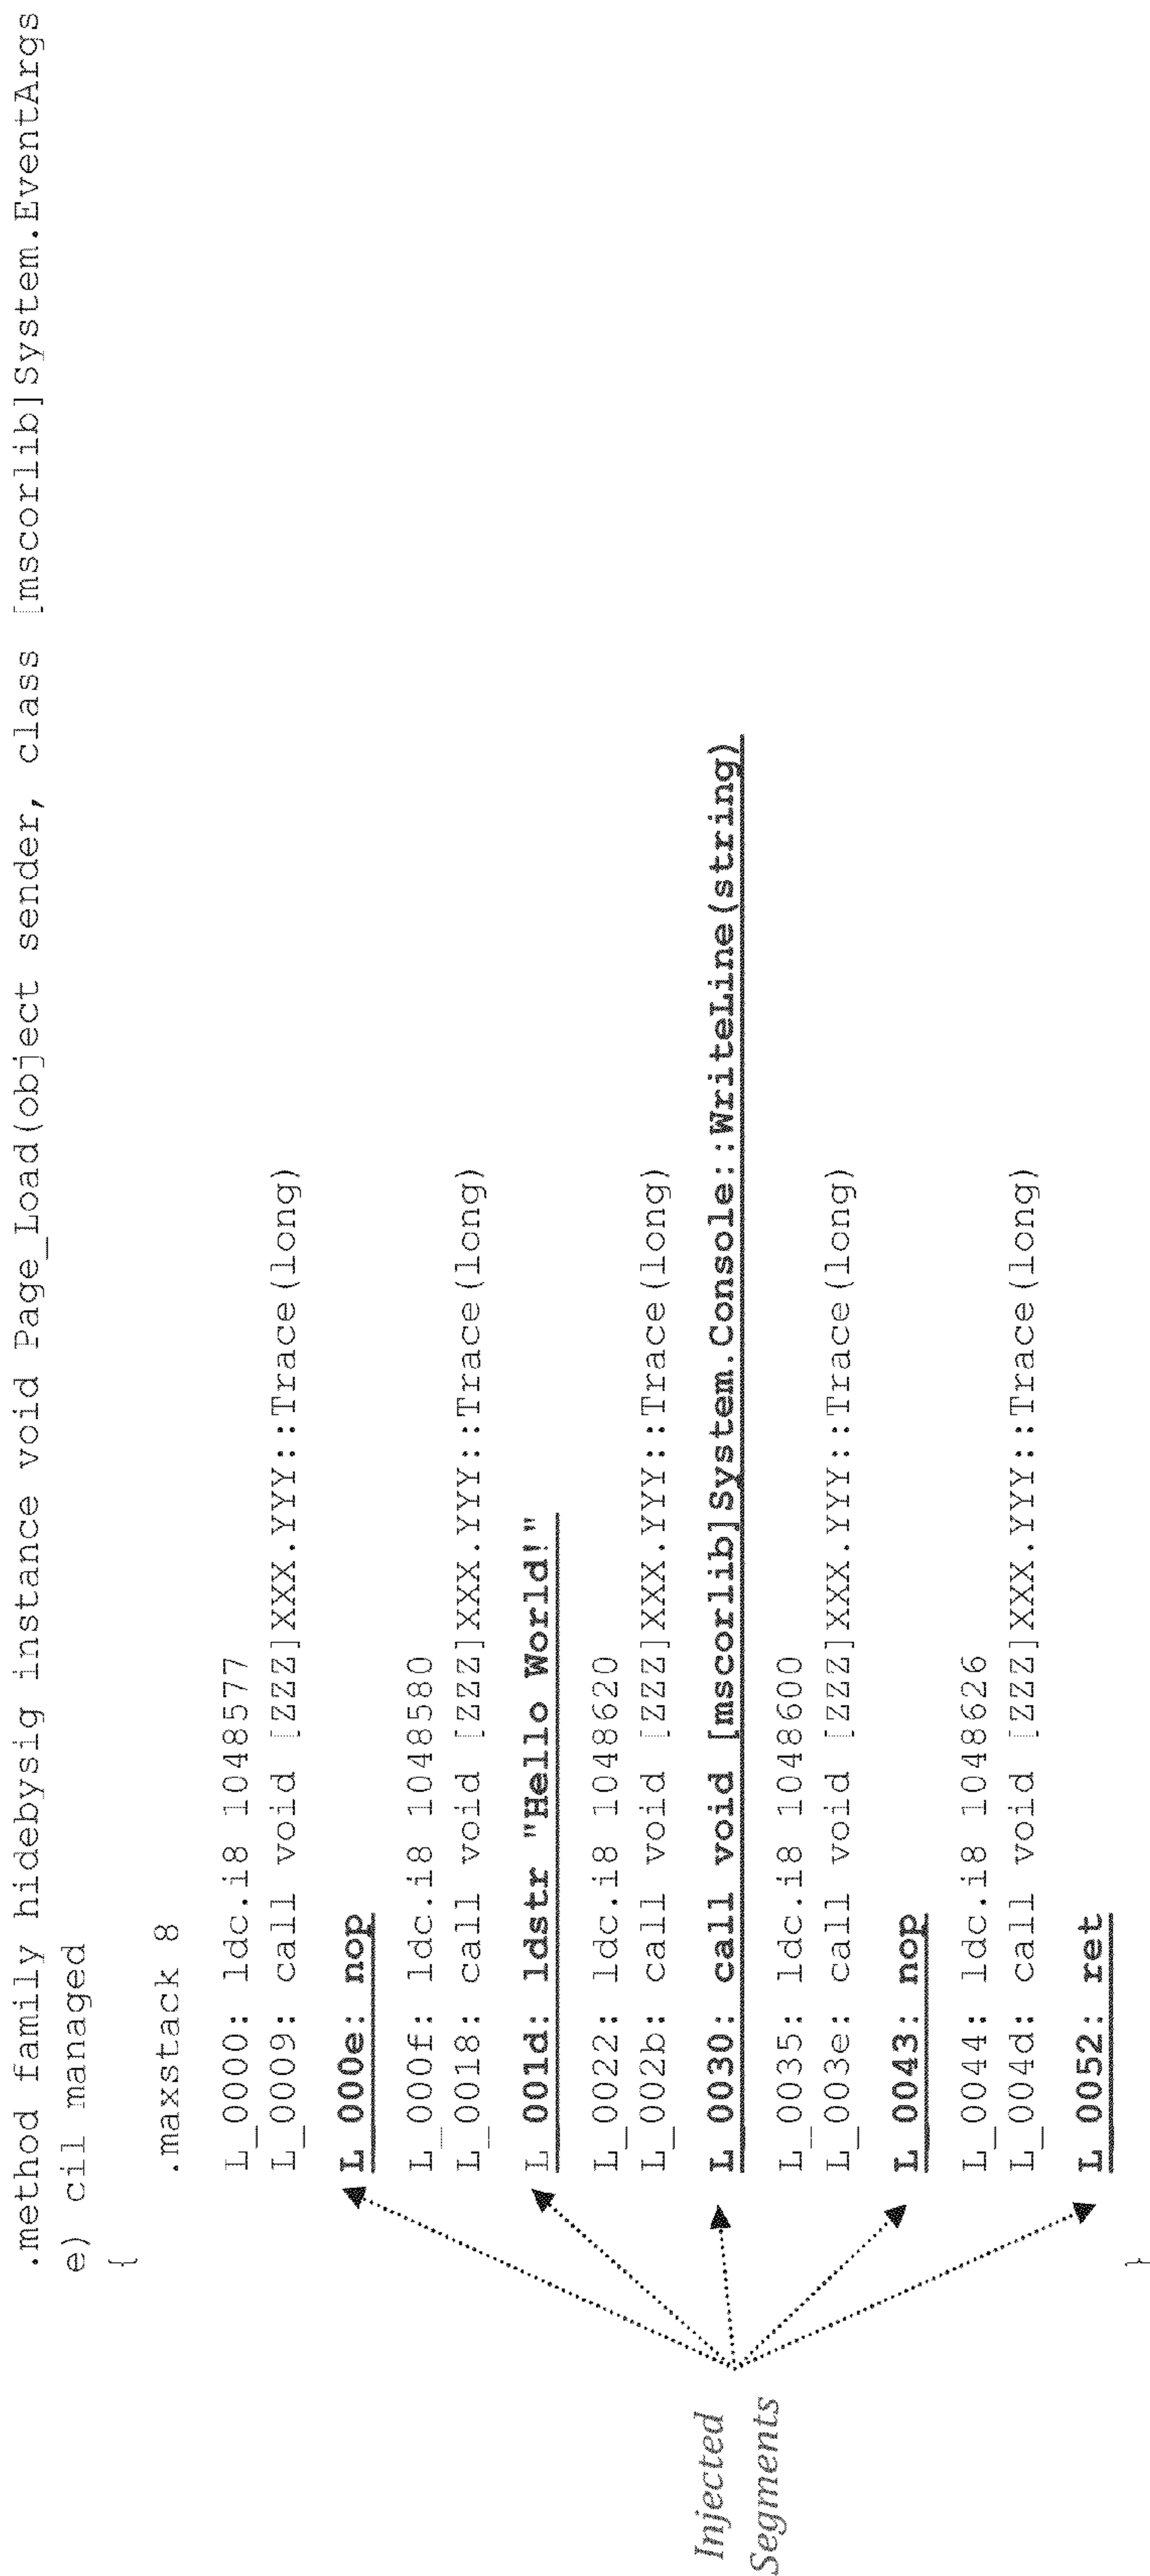 .method family hidebysig instance void Page_Load(object sender, class [mscorlib]System.EventArgs
e) cil managed
{
.maxstack 8
L_0000: ldc.i8 1048577
L_0009: call void [ZZZ]XXX.YYY::Trace(long)
L_000e: nop
L_000f: ldc.i8 1048580
L_0018: call void [ZZZ]XXX.YYY::Trace(long)
L_001d: ldstr "Hello World!"
L_0022: ldc.i8 1048620
L_002b: call void [ZZZ]XXX.YYY::Trace(long)
L_0030: call void [mscorlib]System.Console::WriteLine(string)
L_0035: ldc.i8 1048600
L_003e: call void [ZZZ]XXX.YYY::Trace(long)
L_0043: nop
L_0044: ldc.i8 1048626
L_004d: call void [ZZZ]XXX.YYY::Trace(long)
L_0052: ret
}
Injected
Segments